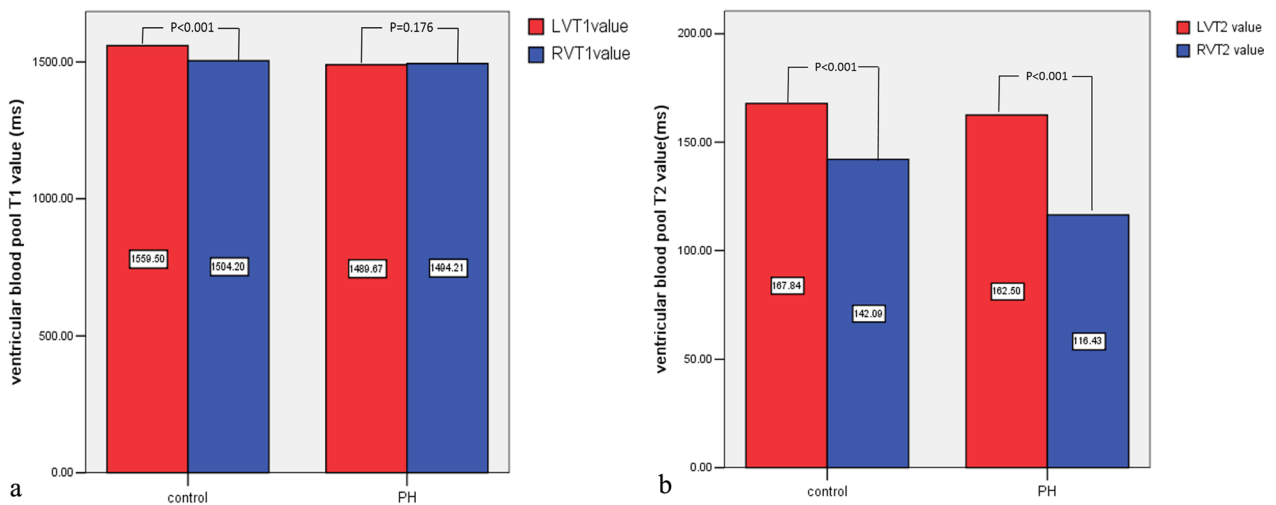 P<0.001
P=0.176
LVT1value
RVT1value
ventricular blood pool T1 value (ms)
1500.00
1000.00
500.00
0.00
1559.50
1504.20
1489.67
1494.21
control
PH
a
P<0.001
P<0.001
LVT2 value
RVT2 value
ventricular blood pool T2 value(ms)
200.00
150.00
100.00
50.00
0.00
167.84
142.09
162.50
116.43
control
PH
b